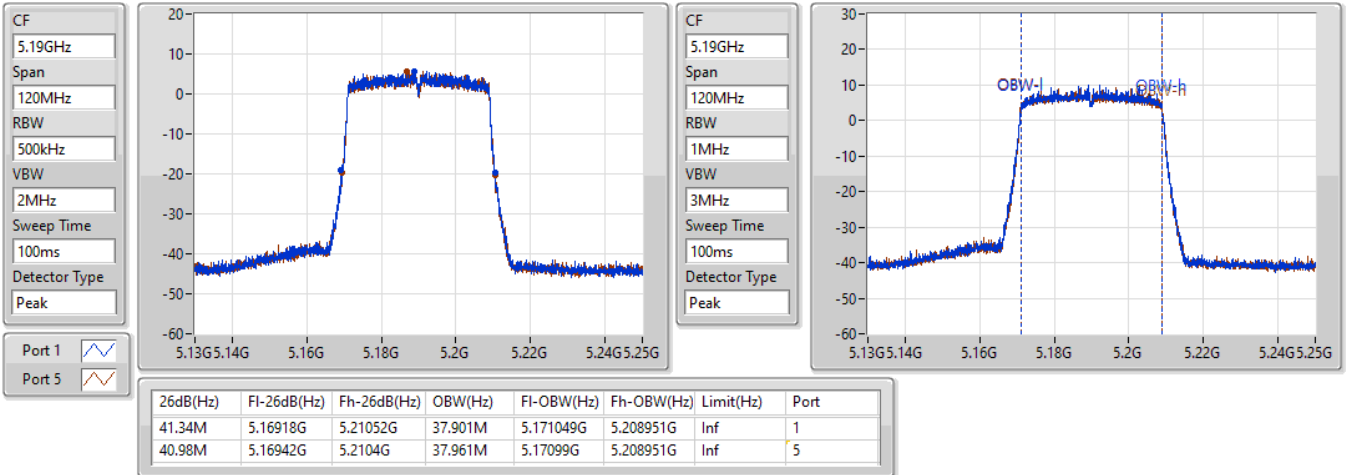 CF
5.19GHz
Span
120MHz
RBW
500kHz
VBW
2MHz
Sweep Time
100ms
Detector Type
Peak
Port 1
Port 5
20
10
0
-10
-20
-30
-40
-50
-60
5.13G 5.14G 5.16G 5.18G 5.2G 5.22G 5.24G 5.25G
CF
5.19GHz
Span
120MHz
RBW
1MHz
VBW
3MHz
Sweep Time
100ms
Detector Type
Peak
30
20
10
0
-10
-20
-30
-40
-50
-60
OBW-l OBW-h
5.13G 5.14G 5.16G 5.18G 5.2G 5.22G 5.24G 5.25G
26dB(Hz) Fl-26dB(Hz) Fh-26dB(Hz) OBW(Hz) Fl-OBW(Hz) Fh-OBW(Hz) Limit(Hz) Port
41.34M 5.16918G 5.21052G 37.901M 5.171049G 5.208951G Inf 1
40.98M 5.16942G 5.2104G 37.961M 5.17099G 5.208951G Inf 5